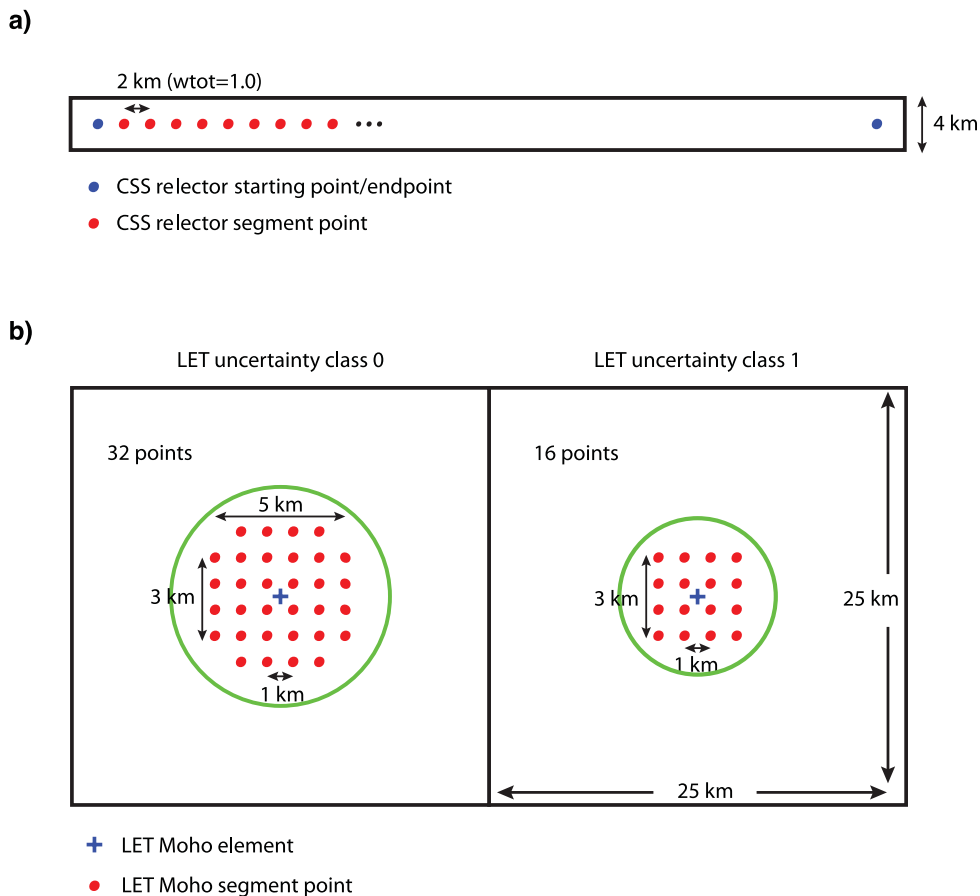 a)
2 km (wtot=1.0)
4 km
CSS relector starting point/endpoint
CSS relector segment point
b)
LET uncertainty class 0
LET uncertainty class 1
32 points
16 points
5 km
3 km
1 km
3 km
1 km
25 km
25 km
LET Moho element
LET Moho segment point